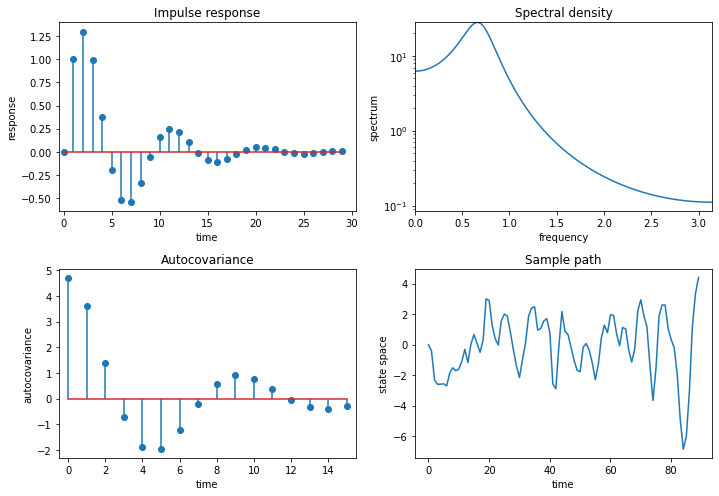 Impulse response
1.25
1.00
0.75
0.50
0.25
0.00
−0.25
−0.50
response
0 5 10 15 20 25 30
time
Spectral density
10¹
10⁰
10⁻¹
spectrum
0.0 0.5 1.0 1.5 2.0 2.5 3.0
frequency
Autocovariance
5
4
3
2
1
0
−1
−2
autocovariance
0 2 4 6 8 10 12 14
time
Sample path
4
2
0
−2
−4
−6
state space
0 20 40 60 80
time